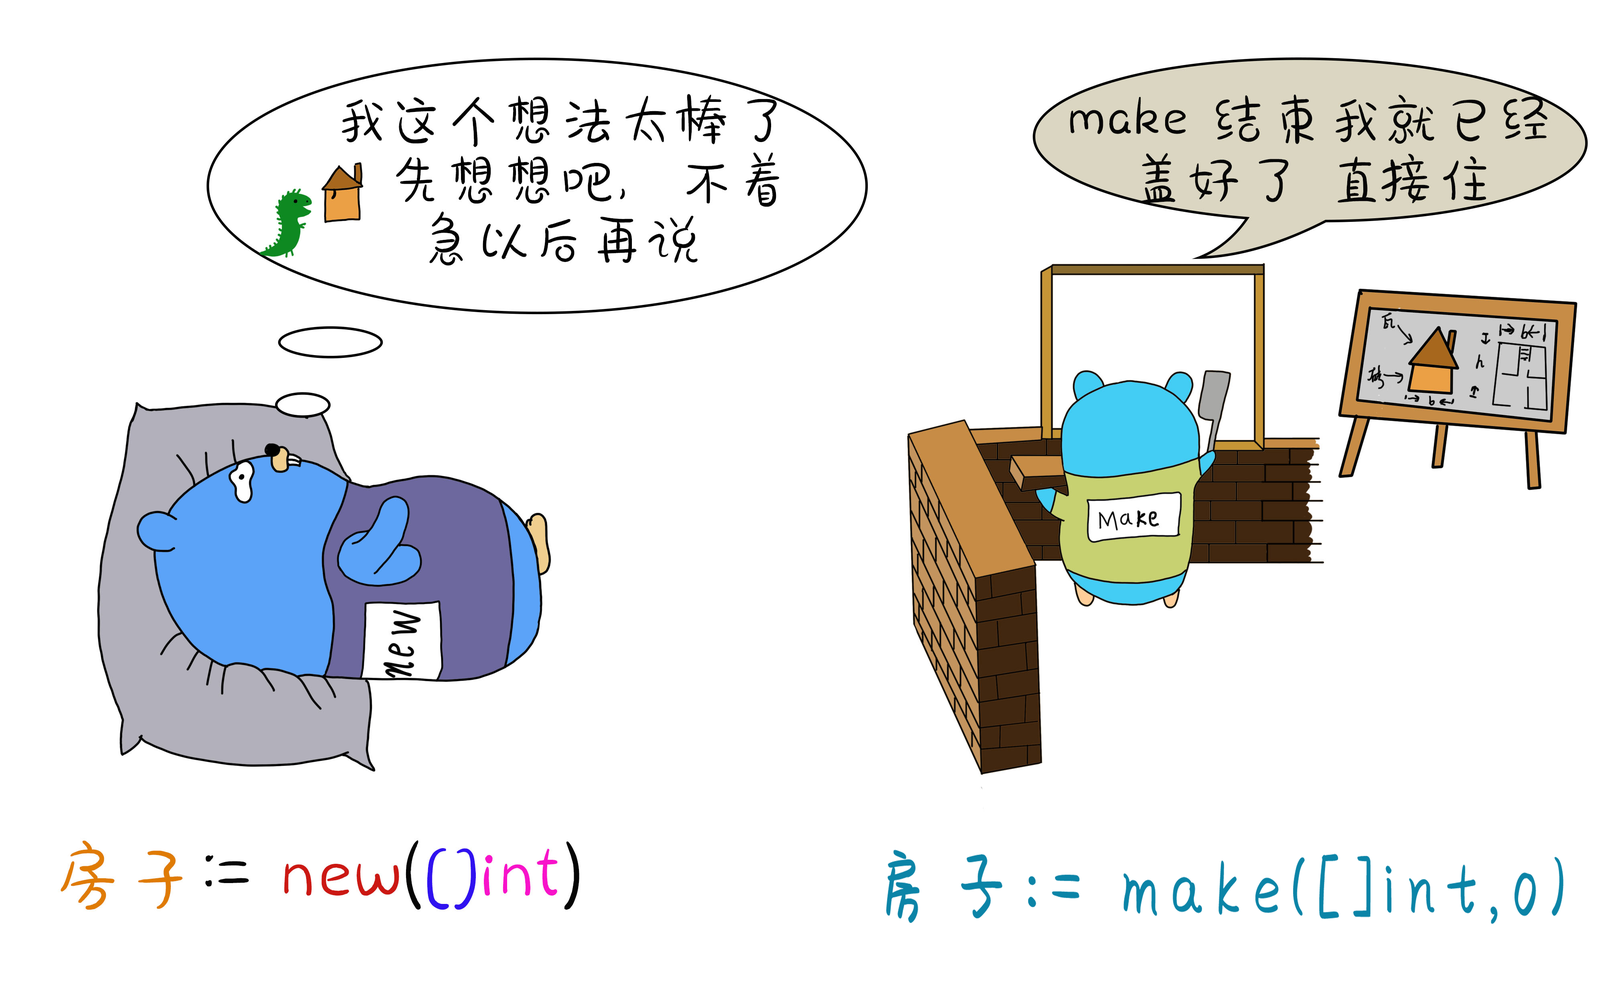 我这个想法太棒了
先想想吧， 不着
急以后再说
make 结束我就已经
盖好了 直接住
瓦
砖
b
h
b
Make
new
房子:= new([]int)
房子:= make([]int,0)